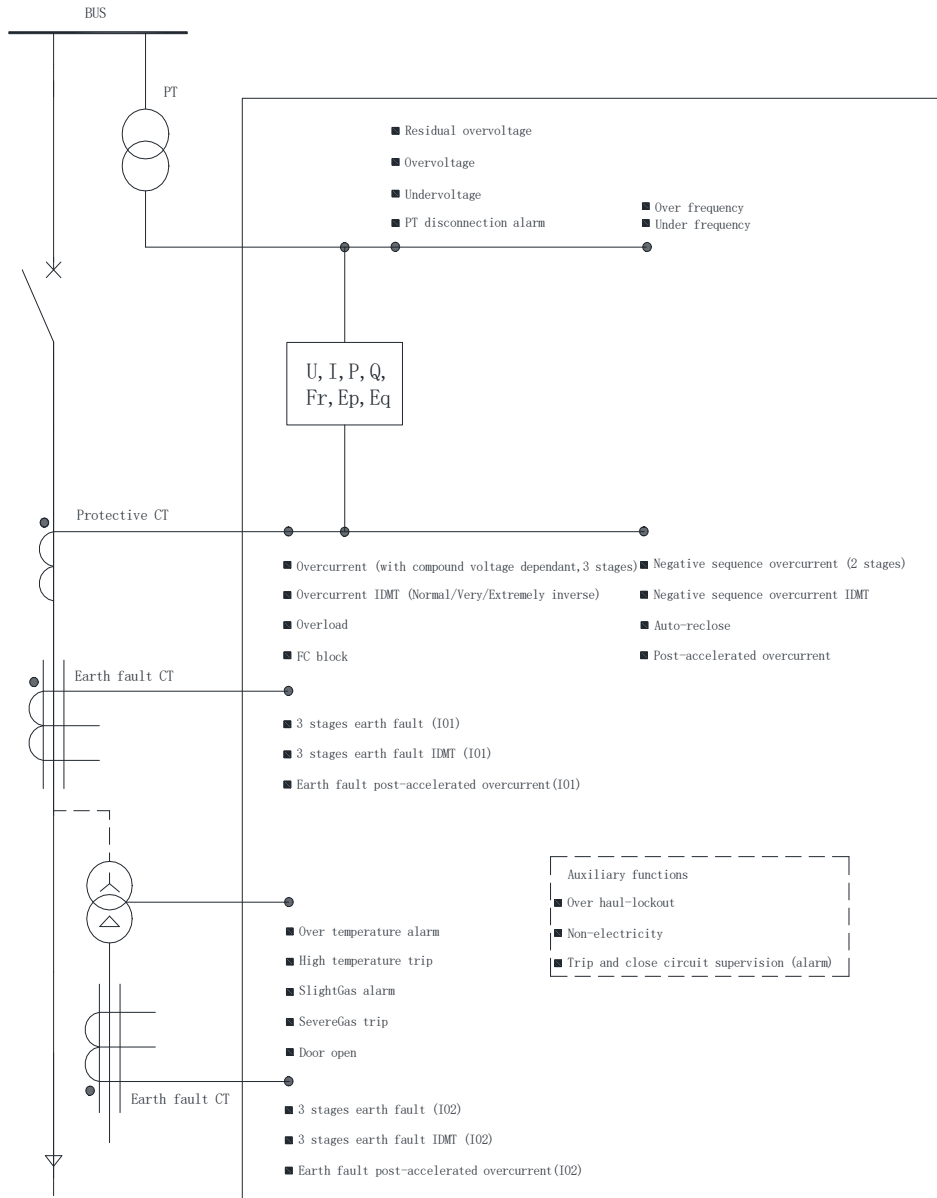 BUS
PT
Residual overvoltage
Overvoltage
Undervoltage
PT disconnection alarm
Over frequency
Under frequency
U, I, P, Q,
Fr, Ep, Eq
Protective CT
Overcurrent (with compound voltage dependant,3 stages)
Overcurrent IDMT (Normal/Very/Extremely inverse)
Overload
FC block
Negative sequence overcurrent (2 stages)
Negative sequence overcurrent IDMT
Auto-reclose
Post-accelerated overcurrent
Earth fault CT
3 stages earth fault (I01)
3 stages earth fault IDMT (I01)
Earth fault post-accelerated overcurrent(I01)
Over temperature alarm
High temperature trip
SlightGas alarm
SevereGas trip
Door open
Auxiliary functions
Over haul-lockout
Non-electricity
Trip and close circuit supervision (alarm)
Earth fault CT
3 stages earth fault (I02)
3 stages earth fault IDMT (I02)
Earth fault post-accelerated overcurrent(I02)